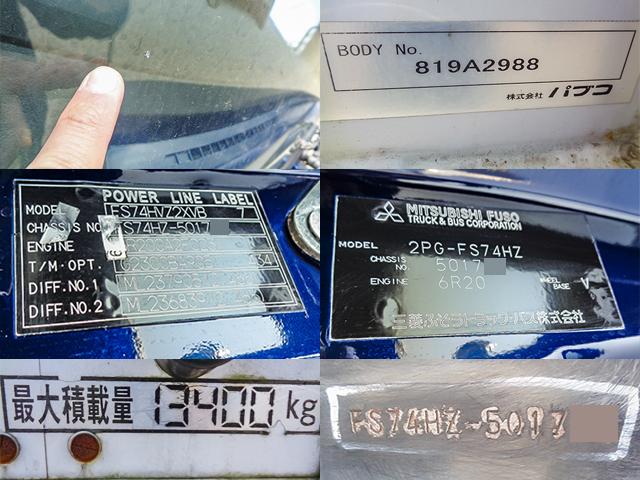 BODY No.
819A2988
株式会社 パブコ
POWER LINE LABEL
MODEL FS74HVZ2XVB 7
CHASSIS NO. FS74HZ-5017
ENGINE
T/M·OPT.
DIFF.NO.1
DIFF.NO.2
MITSUBISHI FUSO
TRUCK & BUS CORPORATION
MODEL 2PG-FS74HZ
CHASSIS NO. 5017
ENGINE 6R20 WHEEL BASE V
三菱ふそうトラック・バス株式会社
最大積載量 13400 kg
FS74HZ-5017